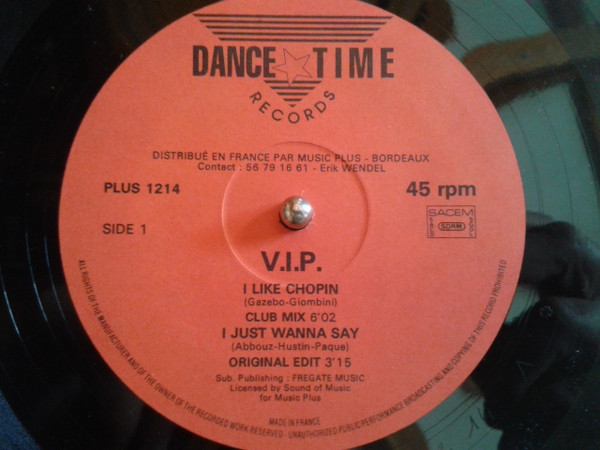 DANCE TIME
RECORDS
DISTRIBUÉ EN FRANCE PAR MUSIC PLUS - BORDEAUX
Contact : 56 79 16 61 - Erik WENDEL
PLUS 1214
45 rpm
SIDE 1
SACEM
SDRM
V.I.P.
I LIKE CHOPIN
(Gazebo-Giombini)
CLUB MIX 6'02
I JUST WANNA SAY
(Abbouz-Hustin-Paque)
ORIGINAL EDIT 3'15
Sub. Publishing : FREGATE MUSIC
Licensed by Sound of Music
for Music Plus
MADE IN FRANCE
ALL RIGHTS OF THE MANUFACTURER AND OF THE OWNER OF THE RECORDED WORK RESERVED - UNAUTHORIZED PUBLIC PERFORMANCE BROADCASTING AND COPYING OF THIS RECORD PROHIBITED